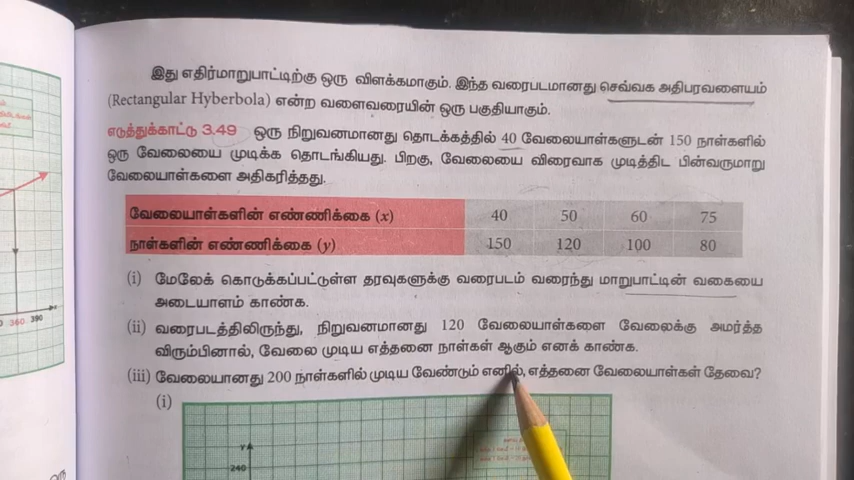 இது எதிர்மாறுபாட்டிற்கு ஒரு விளக்கமாகும். இந்த வரைபடமானது செவ்வக அதிபரவளையம்
(Rectangular Hyberbola) என்ற வளைவரையின் ஒரு பகுதியாகும்.
எடுத்துக்காட்டு 3.49 ஒரு நிறுவனமானது தொடக்கத்தில் 40 வேலையாள்களுடன் 150 நாள்களில்
ஒரு வேலையை முடிக்க தொடங்கியது. பிறகு, வேலையை விரைவாக முடித்திட பின்வருமாறு
வேலையாள்களை அதிகரித்தது.
வேலையாள்களின் எண்ணிக்கை (x) 40 50 60 75
நாள்களின் எண்ணிக்கை (y) 150 120 100 80
(i) மேலேக் கொடுக்கப்பட்டுள்ள தரவுகளுக்கு வரைபடம் வரைந்து மாறுபாட்டின் வகையை
அடையாளம் காண்க.
(ii) வரைபடத்திலிருந்து, நிறுவனமானது 120 வேலையாள்களை வேலைக்கு அமர்த்த
விரும்பினால், வேலை முடிய எத்தனை நாள்கள் ஆகும் எனக் காண்க.
(iii) வேலையானது 200 நாள்களில் முடிய வேண்டும் எனில், எத்தனை வேலையாள்கள் தேவை?
(i)
Y
240
360 390